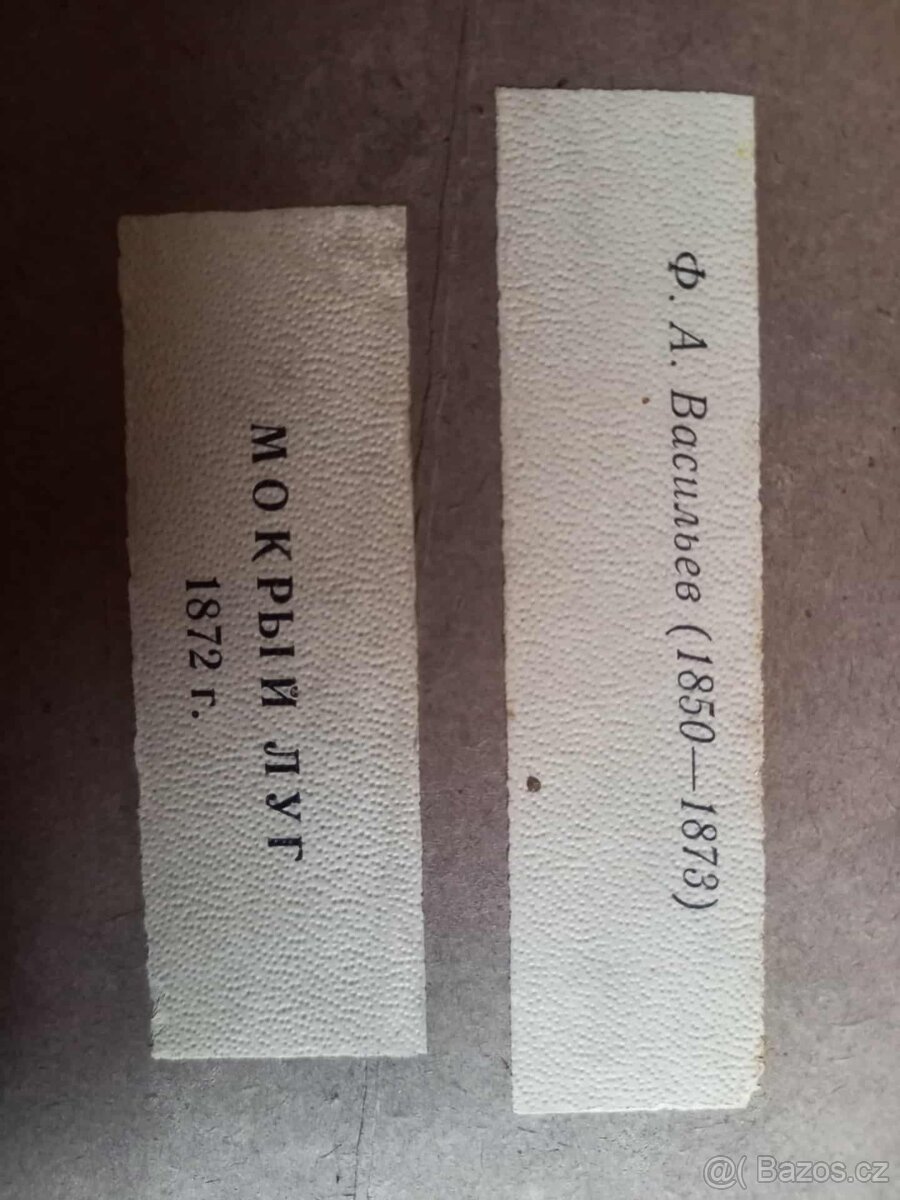 Ф. А. Васильев (1850—1873)
МОКРЫЙ ЛУГ
1872 г.
@( Bazos.cz